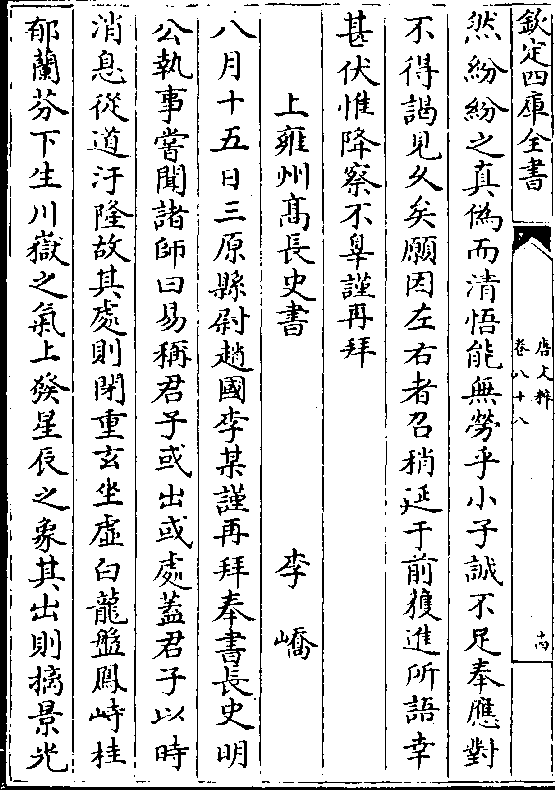 欽定四庫全書
唐文粹
卷八十八
然紛紛之真偽而清悟能無勞乎小子誠不足奉應對
不得謁見久矣願因左右者召稍延于前獲進所語幸
甚伏惟降察不辠謹再拜
上雍州髙長史書 李嶠
八月十五日三原縣尉趙國李某謹再拜奉書長史明
公執事嘗聞諸師曰易稱君子或出或處蓋君子以時
消息從道汙隆故其處則閉重玄坐虛白龍盤鳳峙桂
郁蘭芬下生川嶽之氣上發星辰之象其出則摛景光